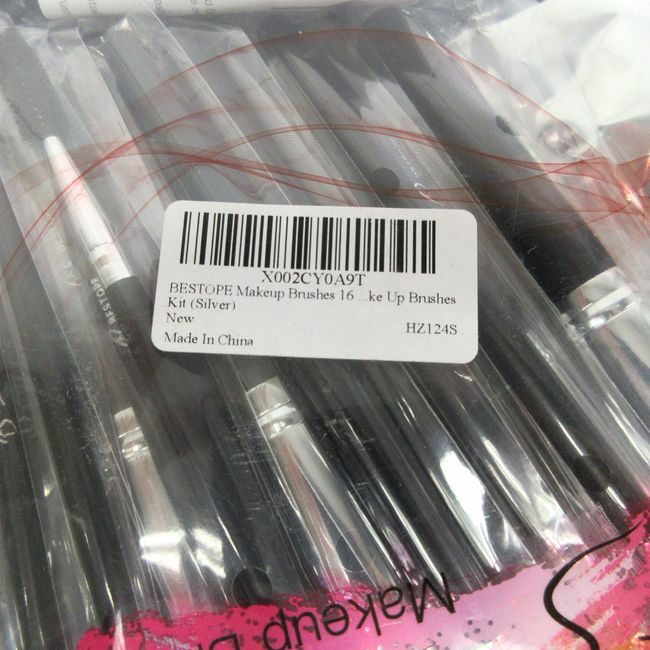 X002CY0A9T
BESTOPE Makeup Brushes 16 ...ke Up Brushes
Kit (Silver)
New
HZ124S
Made In China
BESTOPE
Makeup